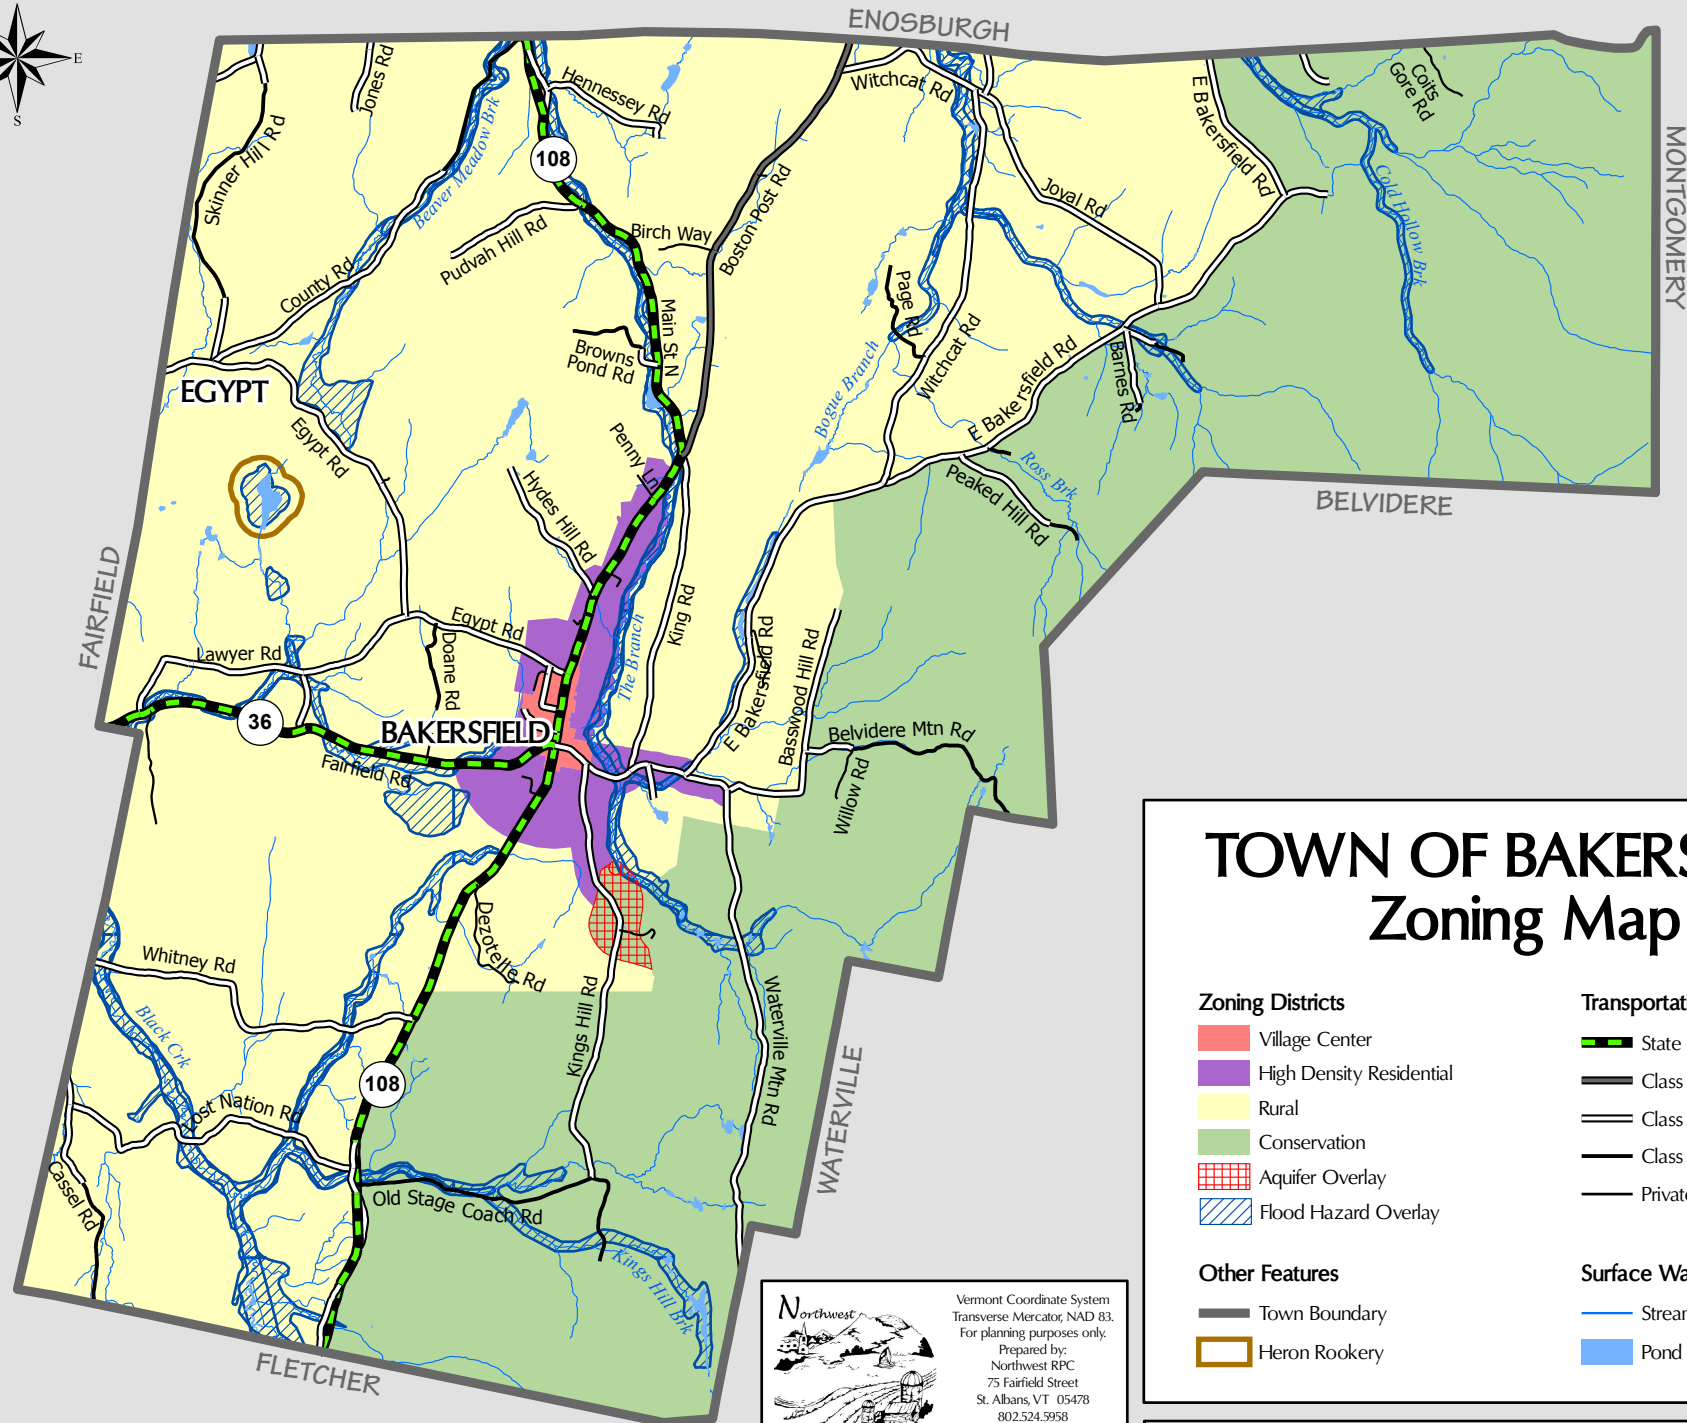 ENOSBURGH
E
S
MONTGOMERY
Jones Rd
Hennessey Rd
Witchcat Rd
Coits
Gore Rd
E Bakersfield Rd
Skinner Hill Rd
Beaver Meadow Brk
108
Joyal Rd
Cold Hollow Brk
Boston Post Rd
Pudvah Hill Rd
Birch Way
County Rd
Main St N
Page Rd
Browns
Pond Rd
Witchcat Rd
Bogue Branch
Barnes Rd
E Bakersfield Rd
EGYPT
Egypt Rd
Penny Ln
Hydes Hill Rd
Ross Brk
Peaked Hill Rd
BELVIDERE
FAIRFIELD
King Rd
The Branch
Egypt Rd
Doane Rd
Lawyer Rd
E Bakersfield Rd
Basswood Hill Rd
36
BAKERSFIELD
Belvidere Mtn Rd
Fairfield Rd
Willow Rd
TOWN OF BAKERS
Zoning Map
Dezotelle Rd
Whitney Rd
Black Crk
Kings Hill Rd
Waterville Mtn Rd
WATERVILLE
108
Lost Nation Rd
Cassel Rd
Old Stage Coach Rd
Kings Hill Brk
FLETCHER
Zoning Districts
Village Center
High Density Residential
Rural
Conservation
Aquifer Overlay
Flood Hazard Overlay
Other Features
Town Boundary
Heron Rookery
Transportat
State
Class
Class
Class
Private
Surface Wa
Stream
Pond
Northwest
Vermont Coordinate System
Transverse Mercator, NAD 83.
For planning purposes only.
Prepared by:
Northwest RPC
75 Fairfield Street
St. Albans, VT 05478
802.524.5958